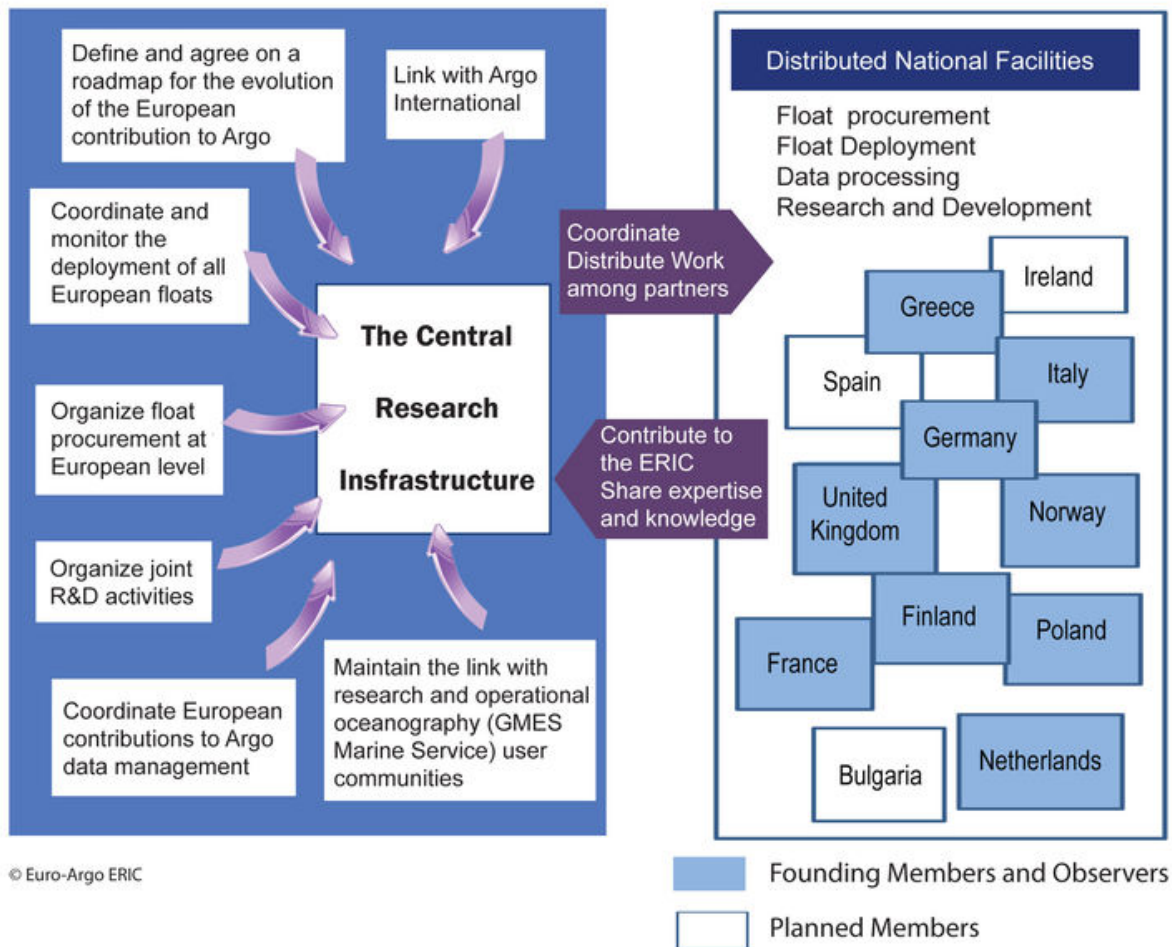 Define and agree on a
roadmap for the evolution
of the European
contribution to Argo
Link with Argo
International
Coordinate and
monitor the
deployment of all
European floats
Organize float
procurement at
European level
Organize joint
R&D activities
Coordinate European
contributions to Argo
data management
Maintain the link with
research and operational
oceanography (GMES
Marine Service) user
communities
The Central
Research
Insfrastructure
Coordinate
Distribute Work
among partners
Contribute to
the ERIC
Share expertise
and knowledge
Distributed National Facilities
Float procurement
Float Deployment
Data processing
Research and Development
Ireland
Greece
Spain
Italy
Germany
United
Kingdom
Norway
Finland
Poland
France
Bulgaria
Netherlands
© Euro-Argo ERIC
Founding Members and Observers
Planned Members